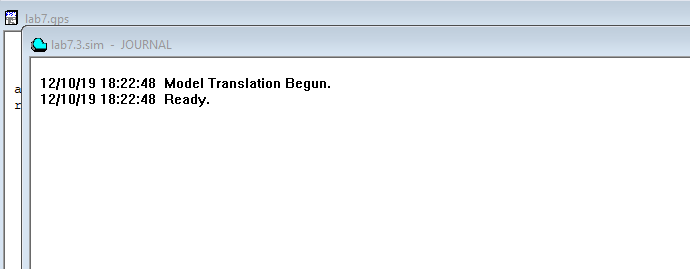 lab7.gps
lab7.3.sim - JOURNAL
12/10/19 18:22:48 Model Translation Begun.
a
12/10/19 18:22:48 Ready.
r